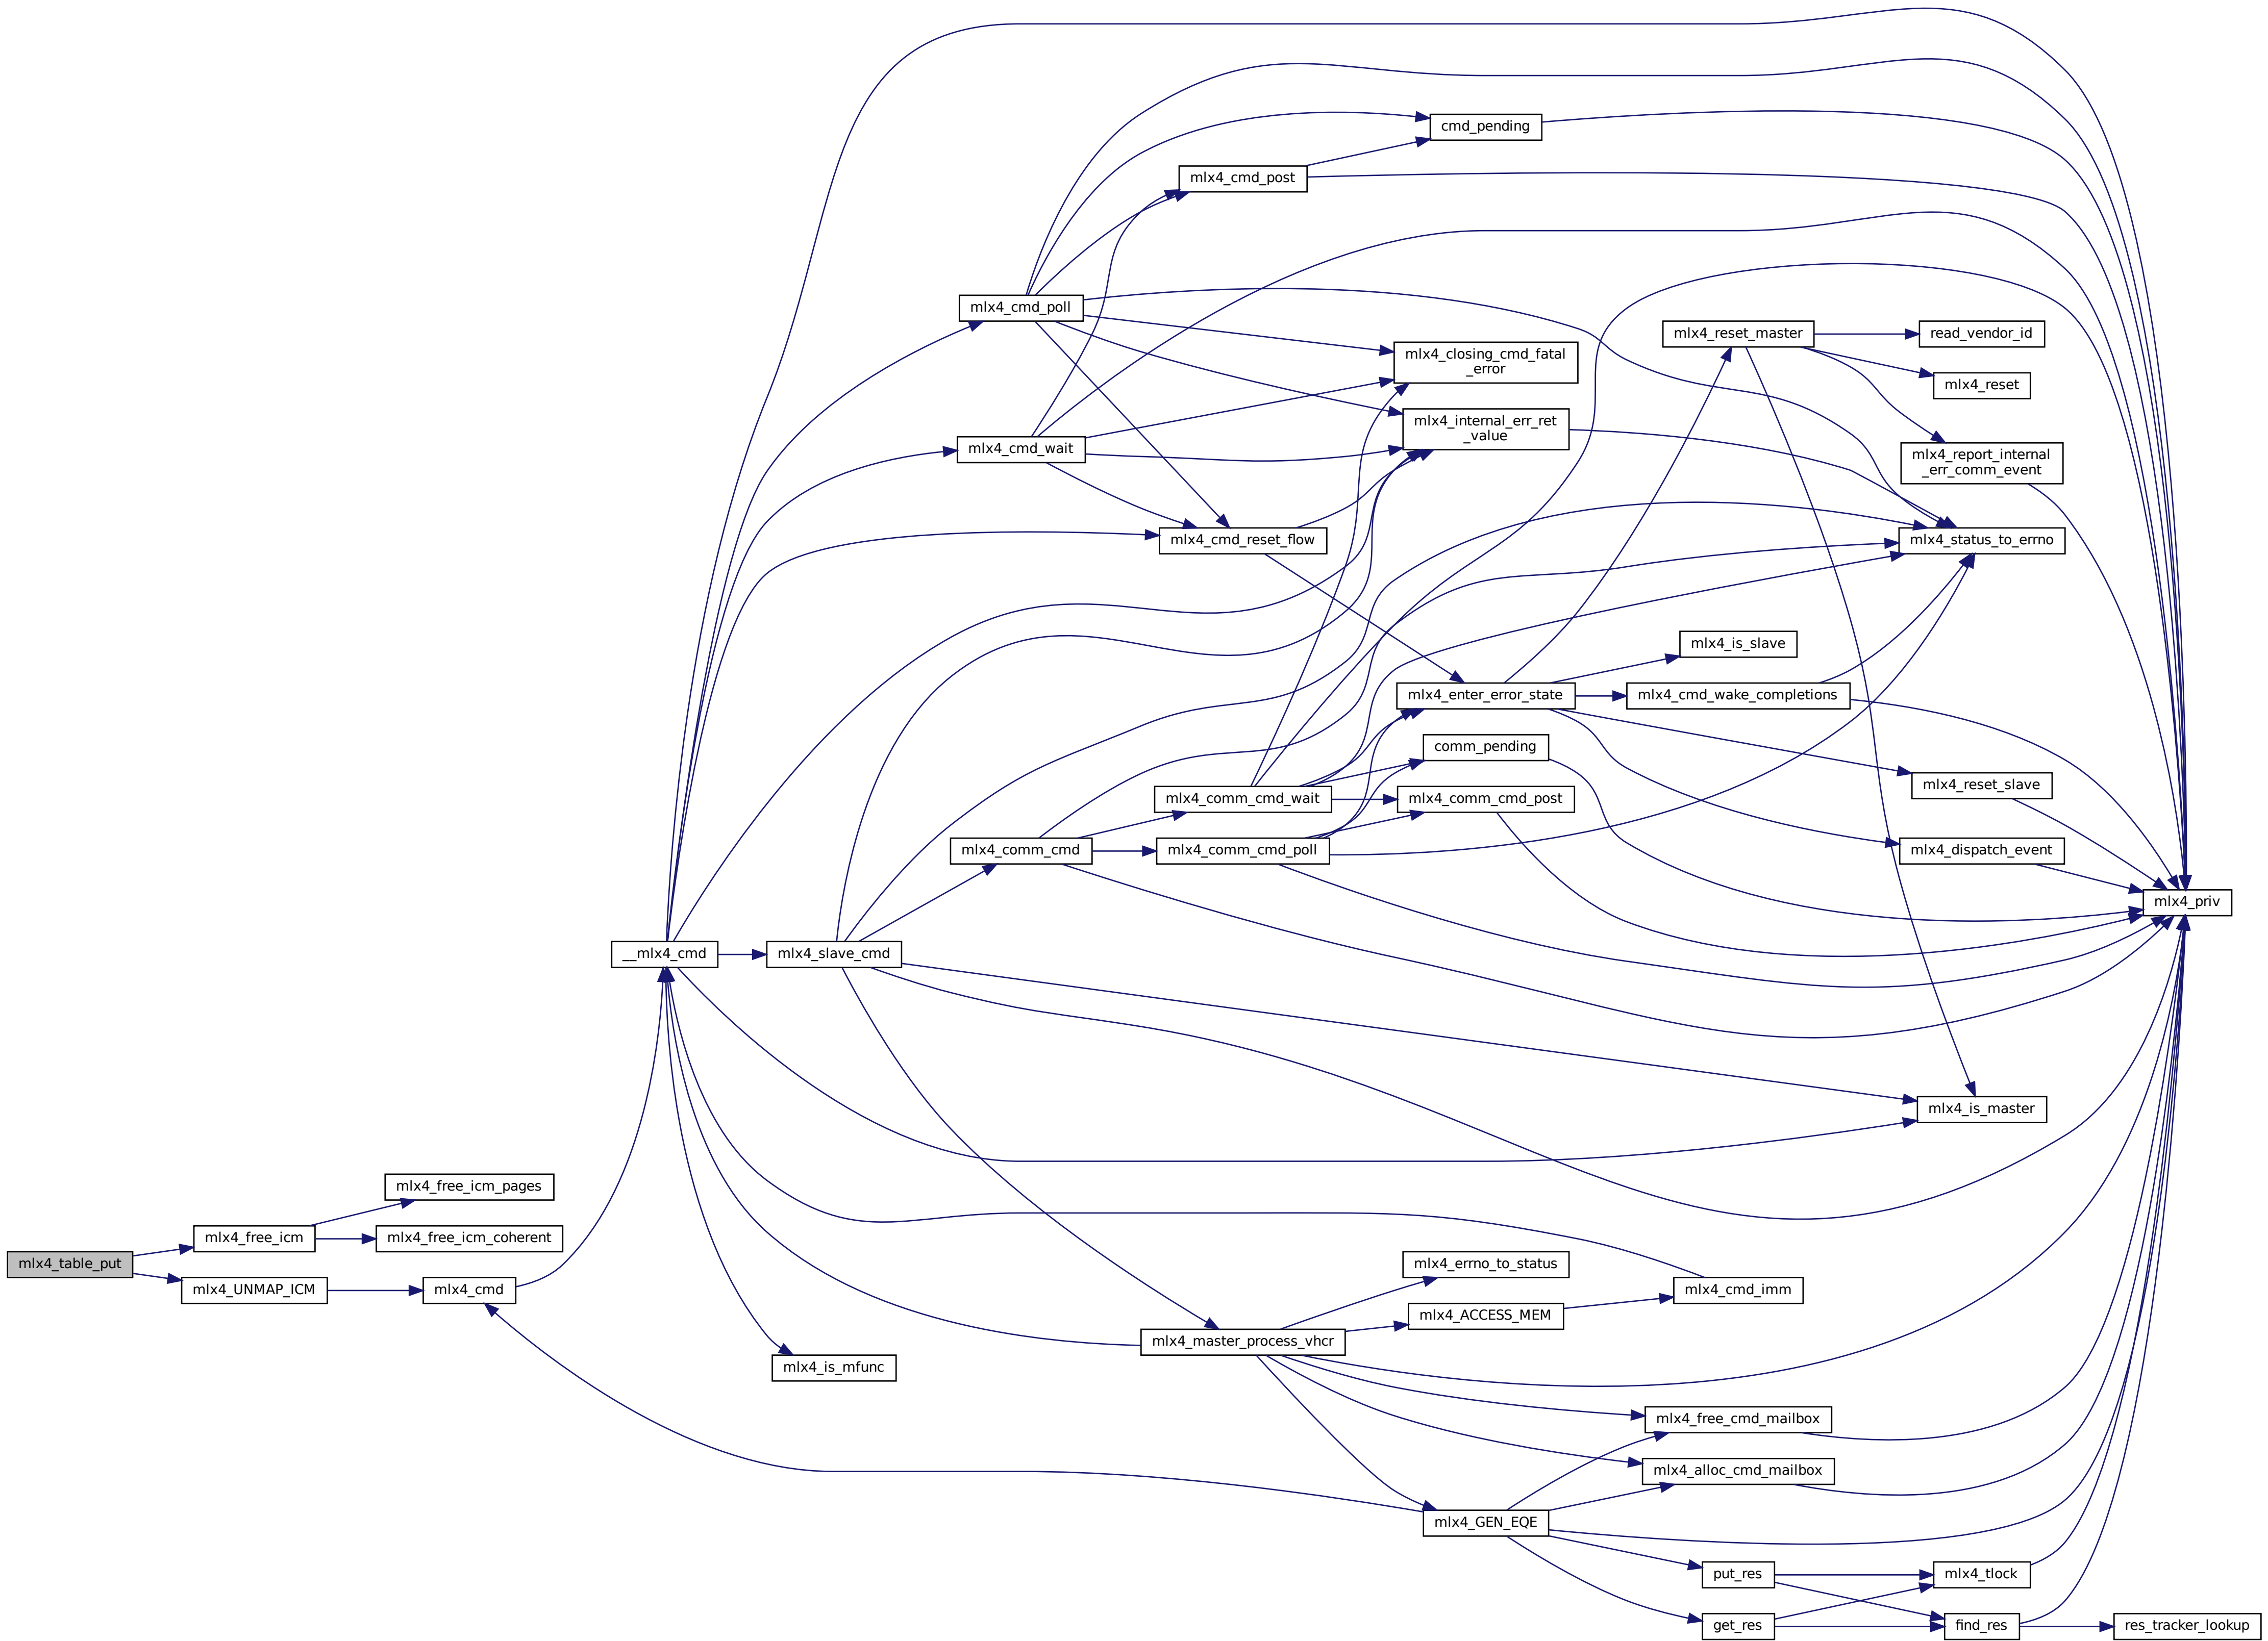 cmd_pending
mlx4_cmd_post
mlx4_cmd_poll
mlx4_reset_master
read_vendor_id
mlx4_closing_cmd_fatal
_error
mlx4_reset
mlx4_internal_err_ret
_value
mlx4_cmd_wait
mlx4_report_internal
_err_comm_event
mlx4_cmd_reset_flow
mlx4_status_to_errno
mlx4_is_slave
mlx4_enter_error_state
mlx4_cmd_wake_completions
comm_pending
mlx4_reset_slave
mlx4_comm_cmd_wait
mlx4_comm_cmd_post
mlx4_comm_cmd
mlx4_comm_cmd_poll
mlx4_dispatch_event
mlx4_priv
__mlx4_cmd
mlx4_slave_cmd
mlx4_is_master
mlx4_free_icm_pages
mlx4_free_icm
mlx4_free_icm_coherent
mlx4_table_put
mlx4_errno_to_status
mlx4_UNMAP_ICM
mlx4_cmd
mlx4_cmd_imm
mlx4_ACCESS_MEM
mlx4_master_process_vhcr
mlx4_is_mfunc
mlx4_free_cmd_mailbox
mlx4_alloc_cmd_mailbox
mlx4_GEN_EQE
put_res
mlx4_tlock
get_res
find_res
res_tracker_lookup